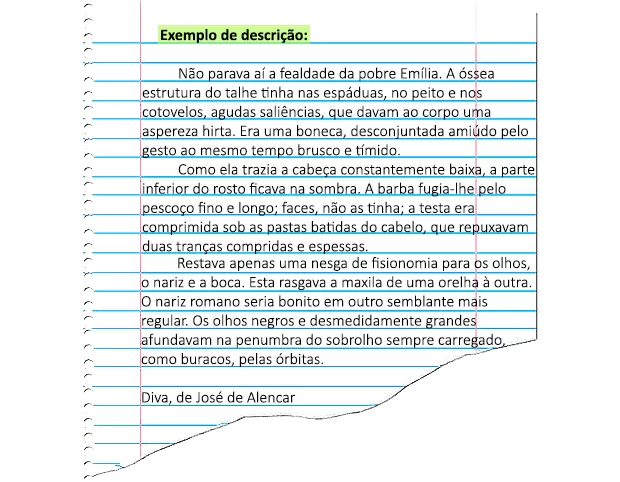 Exemplo de descrição:
Não parava aí a fealdade da pobre Emília. A óssea
estrutura do talhe tinha nas espáduas, no peito e nos
cotovelos, agudas saliências, que davam ao corpo uma
aspereza hirta. Era uma boneca, desconjuntada amiúdo pelo
gesto ao mesmo tempo brusco e tímido.
Como ela trazia a cabeça constantemente baixa, a parte
inferior do rosto ficava na sombra. A barba fugia-lhe pelo
pescoço fino e longo; faces, não as tinha; a testa era
comprimida sob as pastas batidas do cabelo, que repuxavam
duas tranças compridas e espessas.
Restava apenas uma nesga de fisionomia para os olhos,
o nariz e a boca. Esta rasgava a maxila de uma orelha à outra.
O nariz romano seria bonito em outro semblante mais
regular. Os olhos negros e desmedidamente grandes
afundavam na penumbra do sobrolho sempre carregado,
como buracos, pelas órbitas.
Diva, de José de Alencar